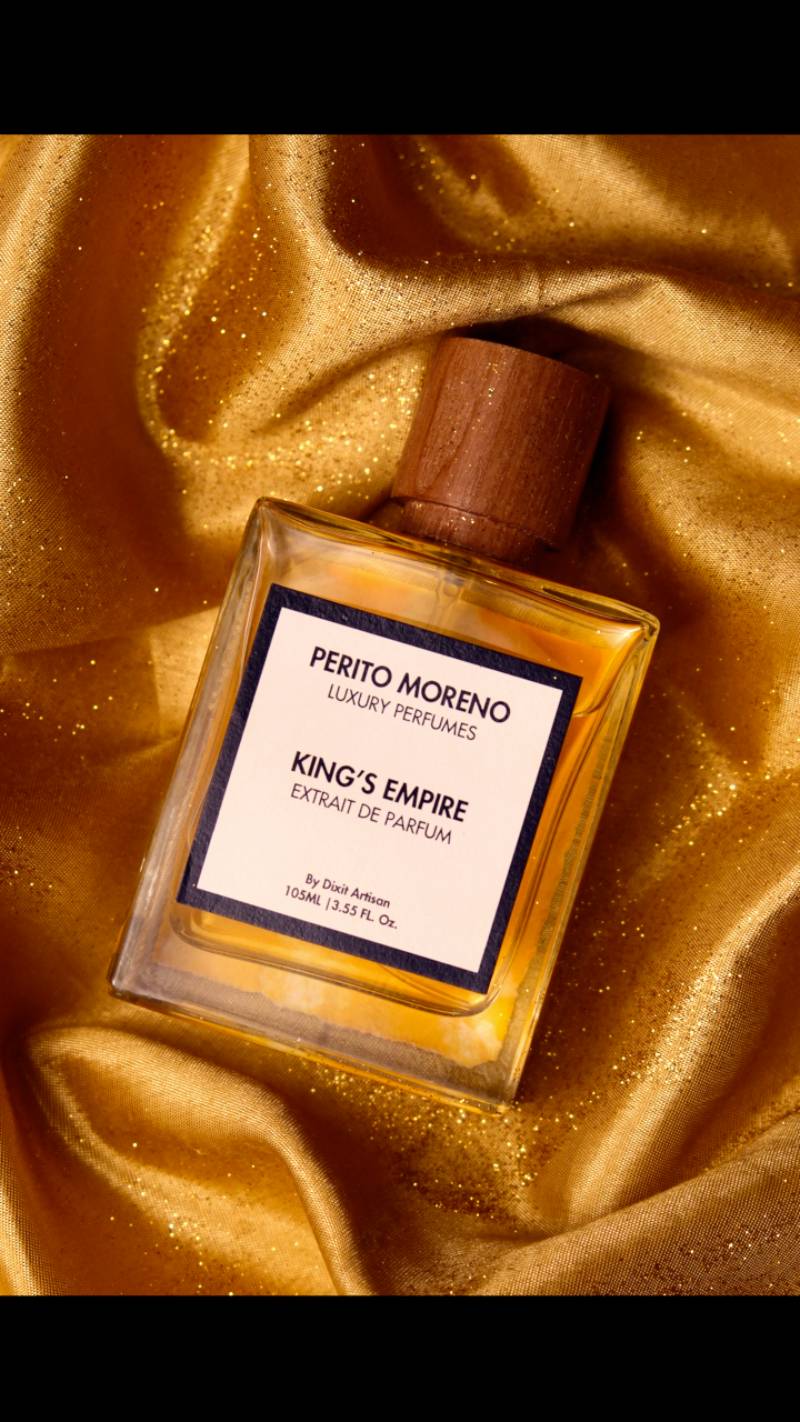 PERITO MORENO
LUXURY PERFUMES
KING'S EMPIRE
EXTRAIT DE PARFUM
By Dixit Artisan
105ML | 3.55 FL. Oz.